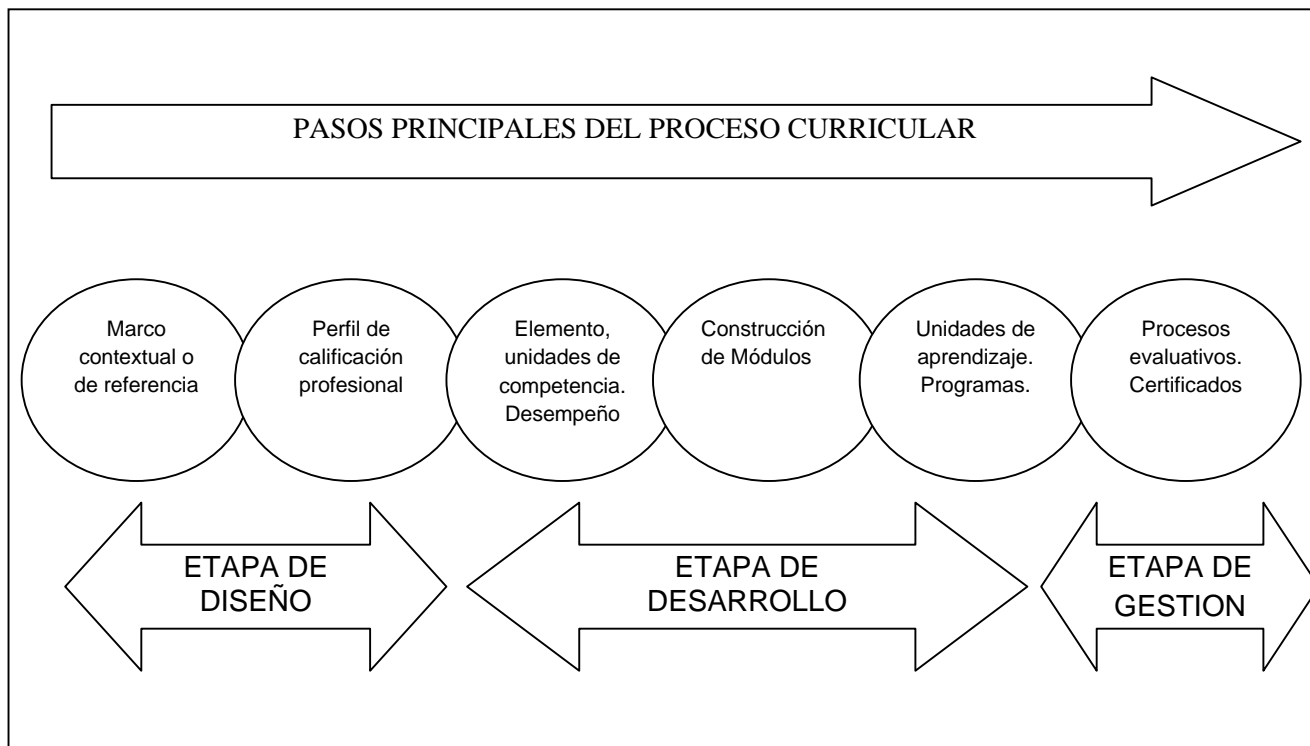 PASOS PRINCIPALES DEL PROCESO CURRICULAR
Marco
contextual o
de referencia
Perfil de
calificación
profesional
Elemento,
unidades de
competencia.
Desempeño
Construcción
de Módulos
Unidades de
aprendizaje.
Programas.
Procesos
evaluativos.
Certificados
ETAPA DE
DISEÑO
ETAPA DE
DESARROLLO
ETAPA DE
GESTION